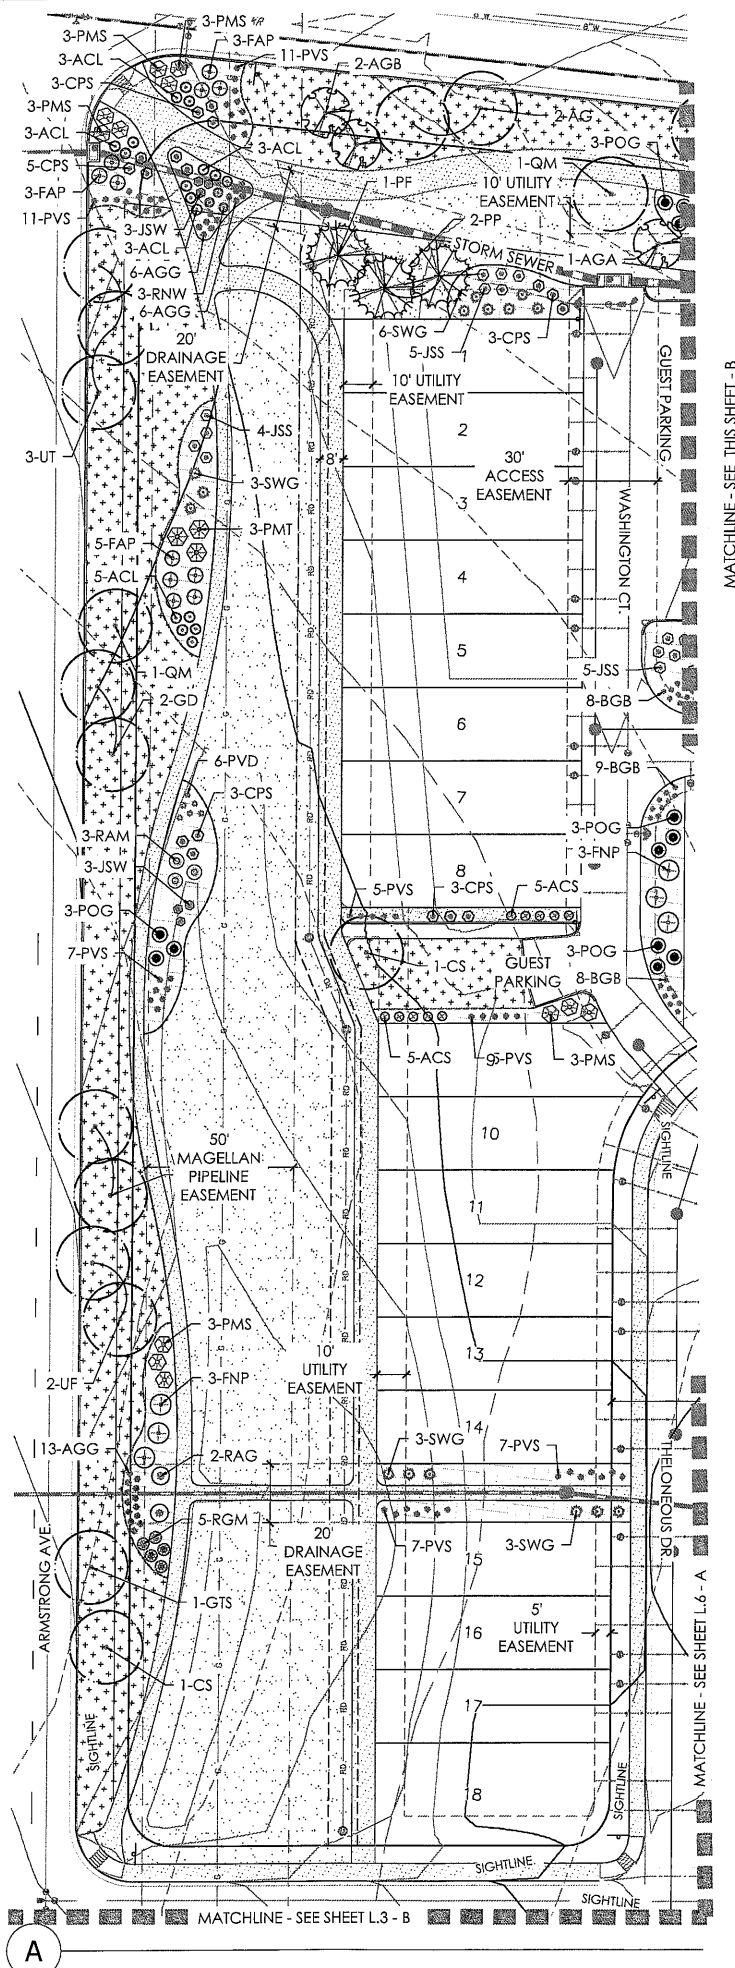 3-PMS
3-PMS
3-FAP
3-ACL
11-PVS
3-CPS
2-AGB
8"W
3-PMS
2-AG
3-ACL
3-ACL
3-POG
5-CPS
1-QM
3-FAP
1-PF
10' UTILITY
EASEMENT
11-PVS
3-JSW
2-PP
3-ACL
STORM SEWER
1-AGA
6-AGG
3-RNW
6-AGG
6-SWG
3-CPS
5-JSS
20'
DRAINAGE
EASEMENT
1
10' UTILITY
EASEMENT
GUEST PARKING
4-JSS
2
3-UT
8'
30'
ACCESS
EASEMENT
3-SWG
3
WASHINGTON CT.
3-PMT
5-FAP
4
5-ACL
5
1-QM
5-JSS
2-GD
8-BGB
6
6-PVD
9-BGB
3-CPS
7
3-RAM
3-POG
3-JSW
3-FNP
8
3-POG
5-PVS
3-CPS
5-ACS
7-PVS
3-POG
1-CS
GUEST
PARKING
8-BGB
5-ACS
9
5-PVS
3-PMS
10
SIGHTLINE
50'
MAGELLAN
PIPELINE
EASEMENT
11
12
3-PMS
10'
UTILITY
EASEMENT
13
2-UF
3-FNP
14
13-AGG
2-RAG
3-SWG
7-PVS
5-RGM
20'
DRAINAGE
EASEMENT
7-PVS
3-SWG
THELONEOUS DR.
15
ARMSTRONG AVE.
1-GTS
5'
UTILITY
EASEMENT
16
1-CS
17
SIGHTLINE
18
SIGHTLINE
SIGHTLINE
SIGHTLINE
MATCHLINE - SEE THIS SHEET - B
MATCHLINE - SEE SHEET L.6 - A
MATCHLINE - SEE SHEET L.3 - B
A